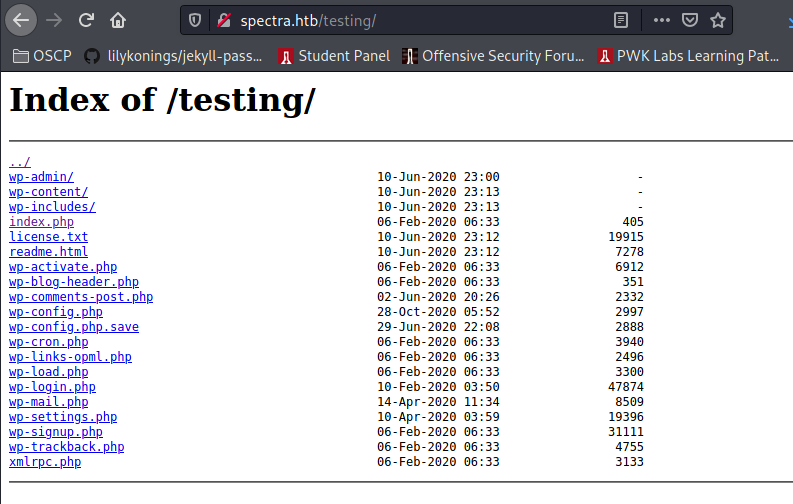 spectra.htb/testing/
OSCP lilykonings/jekyll-pass... Student Panel Offensive Security Foru... PWK Labs Learning Pat...
Index of /testing/
../
wp-admin/ 10-Jun-2020 23:00 -
wp-content/ 10-Jun-2020 23:13 -
wp-includes/ 10-Jun-2020 23:13 -
index.php 06-Feb-2020 06:33 405
license.txt 10-Jun-2020 23:12 19915
readme.html 10-Jun-2020 23:12 7278
wp-activate.php 06-Feb-2020 06:33 6912
wp-blog-header.php 06-Feb-2020 06:33 351
wp-comments-post.php 02-Jun-2020 20:26 2332
wp-config.php 28-Oct-2020 05:52 2997
wp-config.php.save 29-Jun-2020 22:08 2888
wp-cron.php 06-Feb-2020 06:33 3940
wp-links-opml.php 06-Feb-2020 06:33 2496
wp-load.php 06-Feb-2020 06:33 3300
wp-login.php 10-Feb-2020 03:50 47874
wp-mail.php 14-Apr-2020 11:34 8509
wp-settings.php 10-Apr-2020 03:59 19396
wp-signup.php 06-Feb-2020 06:33 31111
wp-trackback.php 06-Feb-2020 06:33 4755
xmlrpc.php 06-Feb-2020 06:33 3133